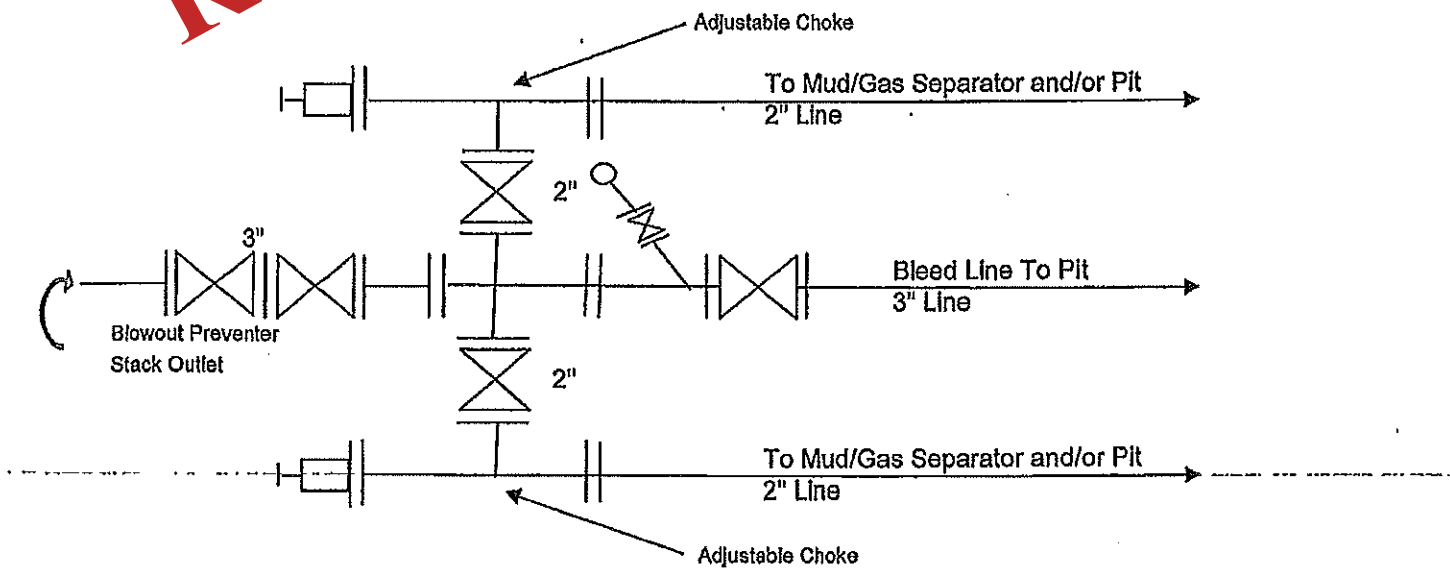 Adjustable Choke
To Mud/Gas Separator and/or Pit
2" Line
2"
3"
Bleed Line To Pit
3" Line
Blowout Preventer
Stack Outlet
2"
To Mud/Gas Separator and/or Pit
2" Line
Adjustable Choke